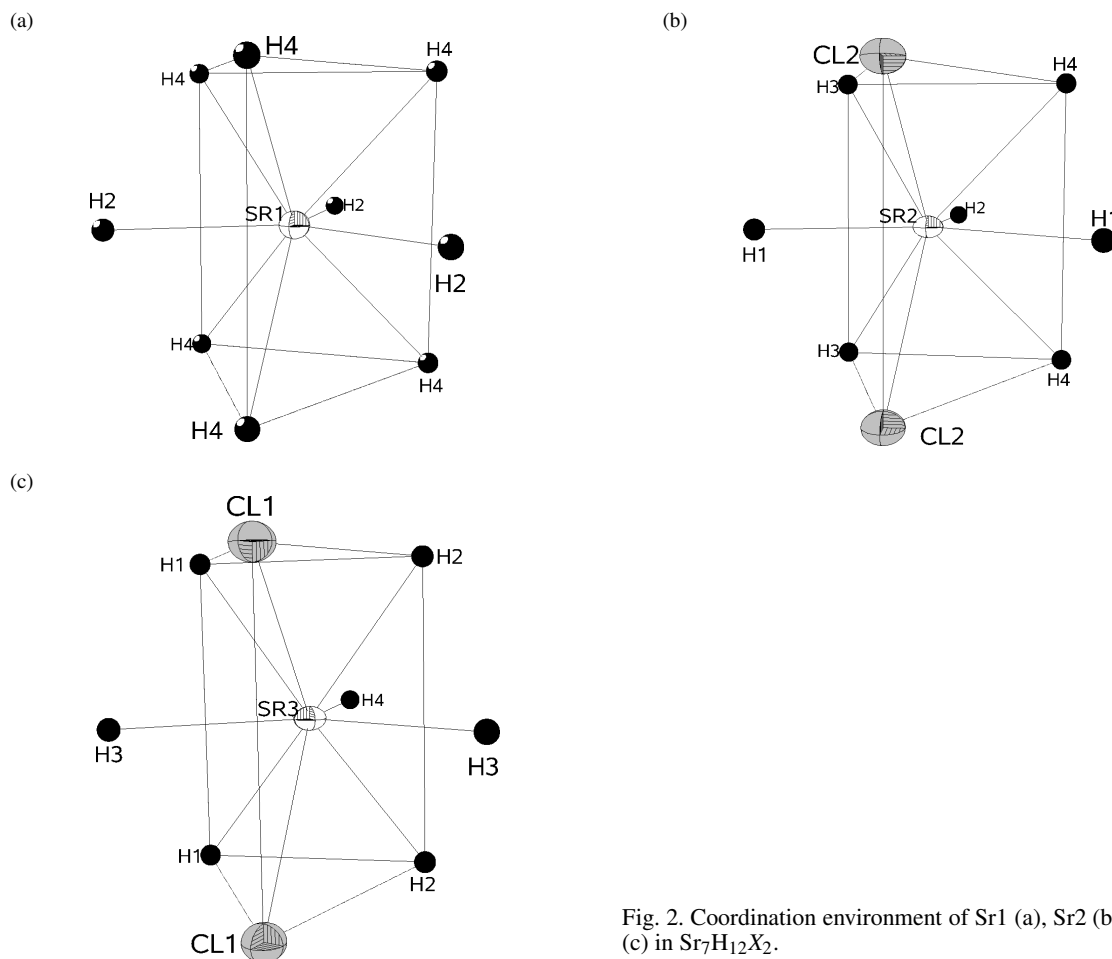 (a)
H4
H4
H4
H2
SR1
H2
H2
H4
H4
H4
(b)
CL2
H3
H4
SR2
H2
H1
H1
H3
H4
CL2
(c)
CL1
H1
H2
SR3
H4
H3
H3
H1
H2
CL1
Fig. 2. Coordination environment of Sr1 (a), Sr2 (b
(c) in Sr₇H₁₂X₂.